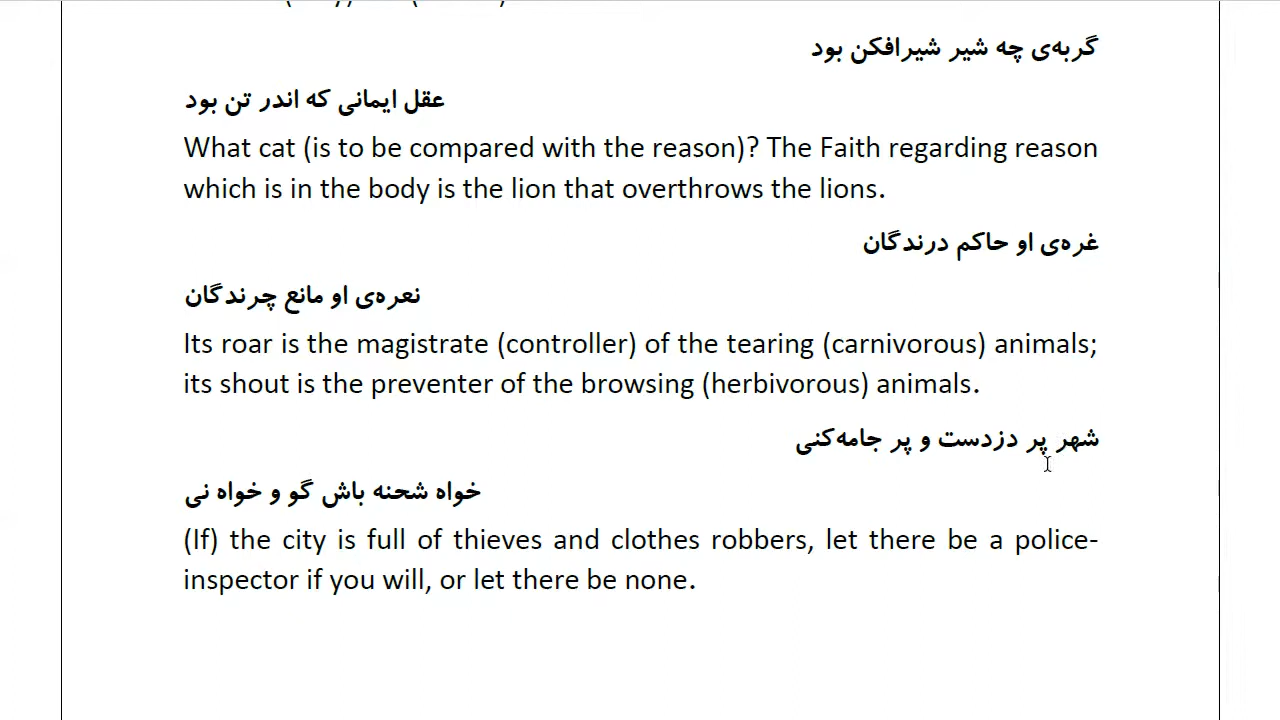 گربه‌ی چه شیر شیرافکن بود
عقل ایمانی که اندر تن بود
What cat (is to be compared with the reason)? The Faith regarding reason
which is in the body is the lion that overthrows the lions.
غره‌ی او حاکم درندگان
نعره‌ی او مانع چرندگان
Its roar is the magistrate (controller) of the tearing (carnivorous) animals;
its shout is the preventer of the browsing (herbivorous) animals.
شهر پر دزدست و پر جامه‌کنی
خواه شحنه باش گو و خواه نی
(If) the city is full of thieves and clothes robbers, let there be a police-
inspector if you will, or let there be none.